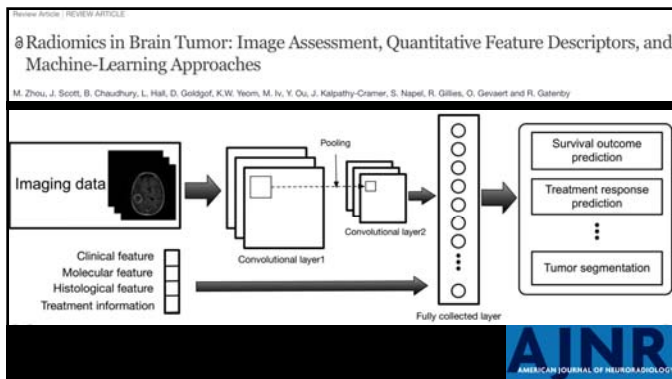 Review Article | REVIEW ARTICLE
Radiomics in Brain Tumor: Image Assessment, Quantitative Feature Descriptors, and
Machine-Learning Approaches
M. Zhou, J. Scott, B. Chaudhury, L. Hall, D. Goldgof, K.W. Yeom, M. Iv, Y. Ou, J. Kalpathy-Cramer, S. Napel, R. Gillies, O. Gevaert and R. Gatenby
Imaging data
Pooling
Convolutional layer1
Convolutional layer2
Clinical feature
Molecular feature
Histological feature
Treatment information
Fully collected layer
Survival outcome
prediction
Treatment response
prediction
Tumor segmentation
AJNR
AMERICAN JOURNAL OF NEURORADIOLOG